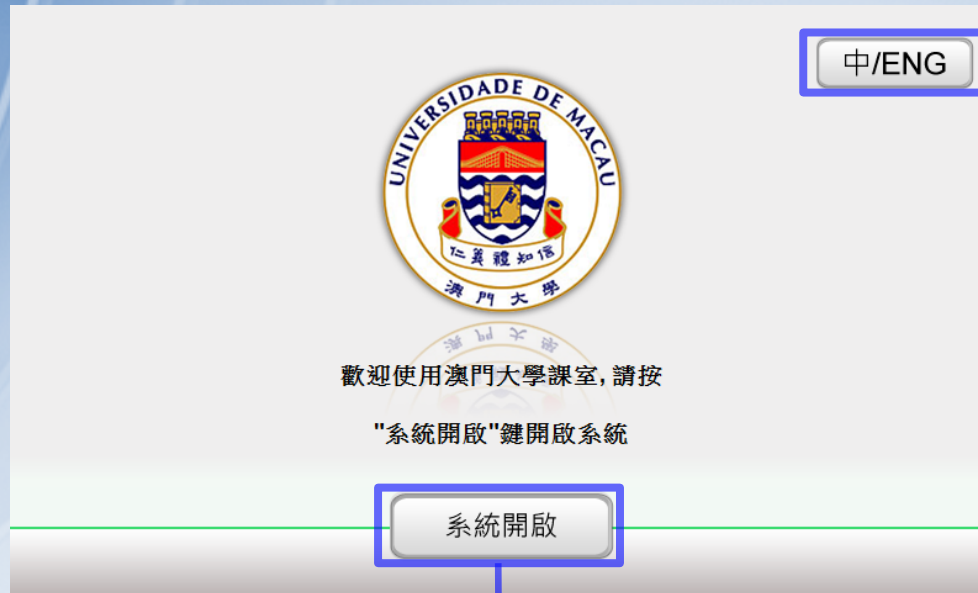 中/ENG
UNIVERSIDADE DE MACAU
仁義禮知信
澳門大學
歡迎使用澳門大學課室,請按
"系統開啟"鍵開啟系統
系統開啟